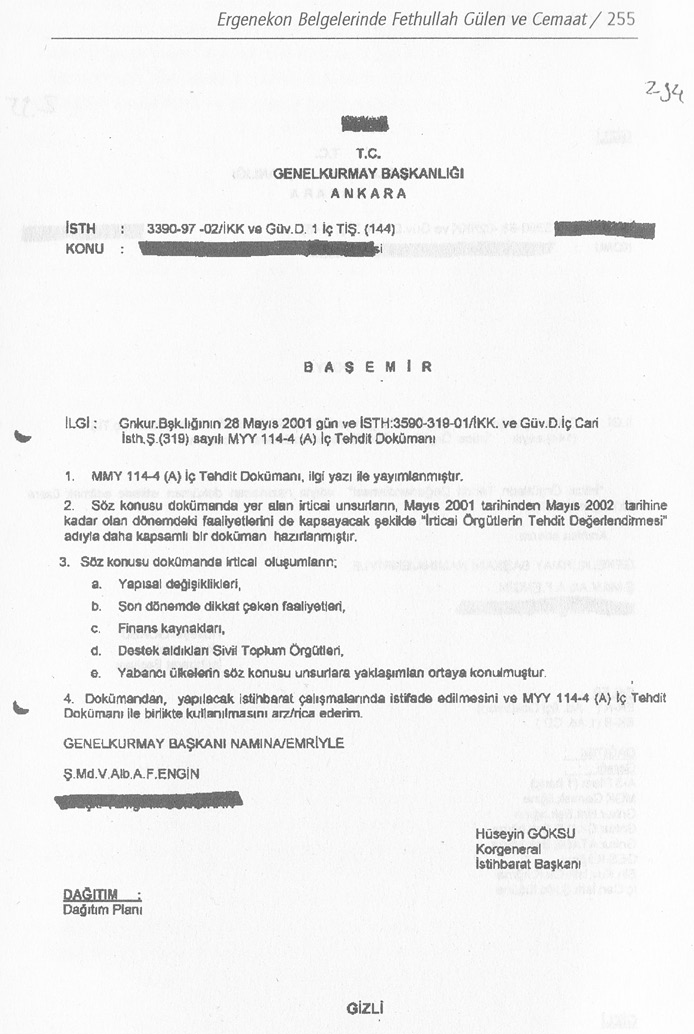 Ergenekon Belgelerinde Fethullah Gülen ve Cemaat / 255
294
T.C.
GENELKURMAY BAŞKANLIĞI
ANKARA
İSTH : 3390-97 -02/İKK ve Güv.D. 1 İç TİŞ. (144)
KONU :
BAŞEMİR
İLGİ : Gnkur.Bşk.lığının 28 Mayıs 2001 gün ve İSTH:3590-319-01/İKK. ve Güv.D.İç Cari
İsth.Ş.(319) sayılı MYY 114-4 (A) İç Tehdit Dokümanı
1. MMY 114-4 (A) İç Tehdit Dokümanı, ilgi yazı ile yayımlanmıştır.
2. Söz konusu dokümanda yer alan irticai unsurların, Mayıs 2001 tarihinden Mayıs 2002 tarihine
kadar olan dönemdeki faaliyetlerini de kapsayacak şekilde "İrticai Örgütlerin Tehdit Değerlendirmesi"
adıyla daha kapsamlı bir doküman hazırlanmıştır.
3. Söz konusu dokümanda irticai oluşumların;
a. Yapısal değişiklikleri,
b. Son dönemde dikkat çeken faaliyetleri,
c. Finans kaynakları,
d. Destek aldıkları Sivil Toplum Örgütleri,
e. Yabancı ülkelerin söz konusu unsurlara yaklaşımları ortaya konulmuştur.
4. Dokümandan, yapılacak istihbarat çalışmalarında istifade edilmesini ve MYY 114-4 (A) İç Tehdit
Dokümanı ile birlikte kullanılmasını arz/rica ederim.
GENELKURMAY BAŞKANI NAMINA/EMRİYLE
Ş.Md.V.Alb.A.F.ENGİN
Hüseyin GÖKSU
Korgeneral
İstihbarat Başkanı
DAĞITIM :
Dağıtım Planı
GİZLİ